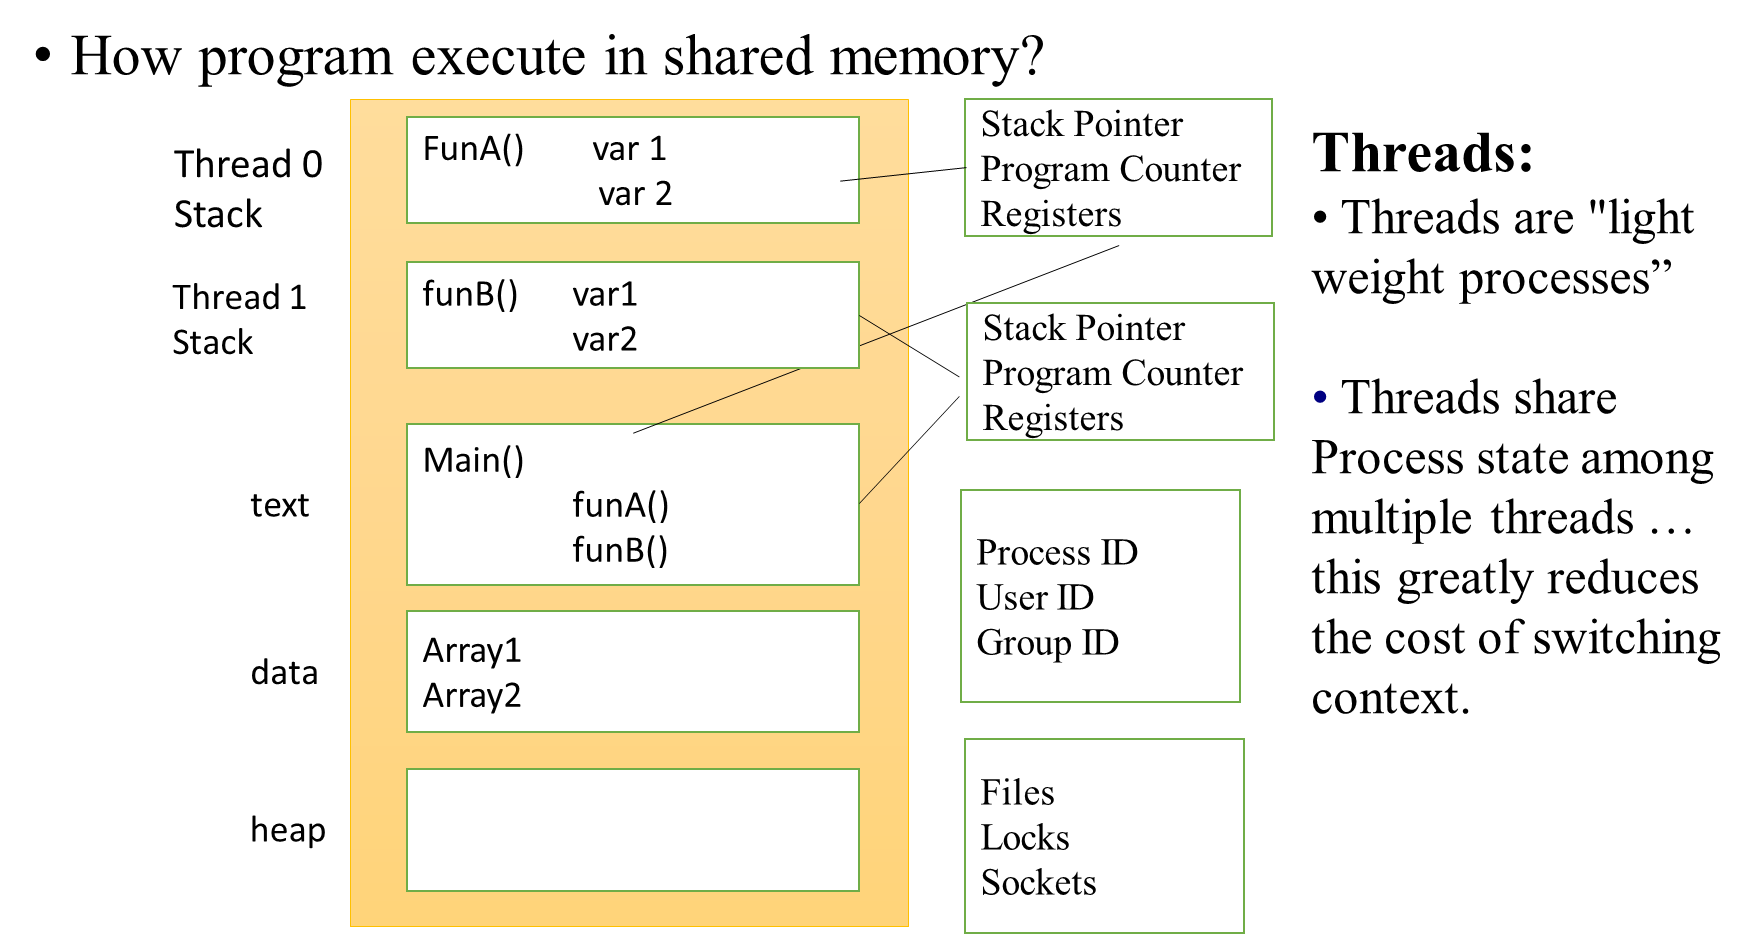 • How program execute in shared memory?
Thread 0
Stack
FunA() var 1
var 2
Stack Pointer
Program Counter
Registers
Thread 1
Stack
funB() var1
var2
Stack Pointer
Program Counter
Registers
text
Main()
funA()
funB()
Process ID
User ID
Group ID
data
Array1
Array2
heap
Files
Locks
Sockets
Threads:
• Threads are "light
weight processes”
• Threads share
Process state among
multiple threads …
this greatly reduces
the cost of switching
context.